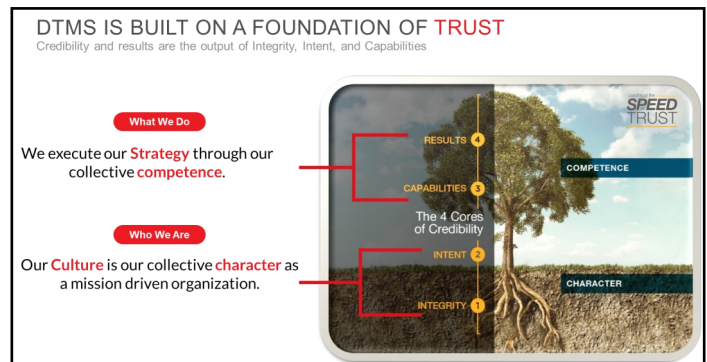 DTMS IS BUILT ON A FOUNDATION OF TRUST
Credibility and results are the output of Integrity, Intent, and Capabilities
What We Do
We execute our Strategy through our
collective competence.
Who We Are
Our Culture is our collective character as
a mission driven organization.
RESULTS 4
CAPABILITIES 3
The 4 Cores
of Credibility
INTENT 2
INTEGRITY 1
Leading at the
SPEED
TRUST
COMPETENCE
CHARACTER